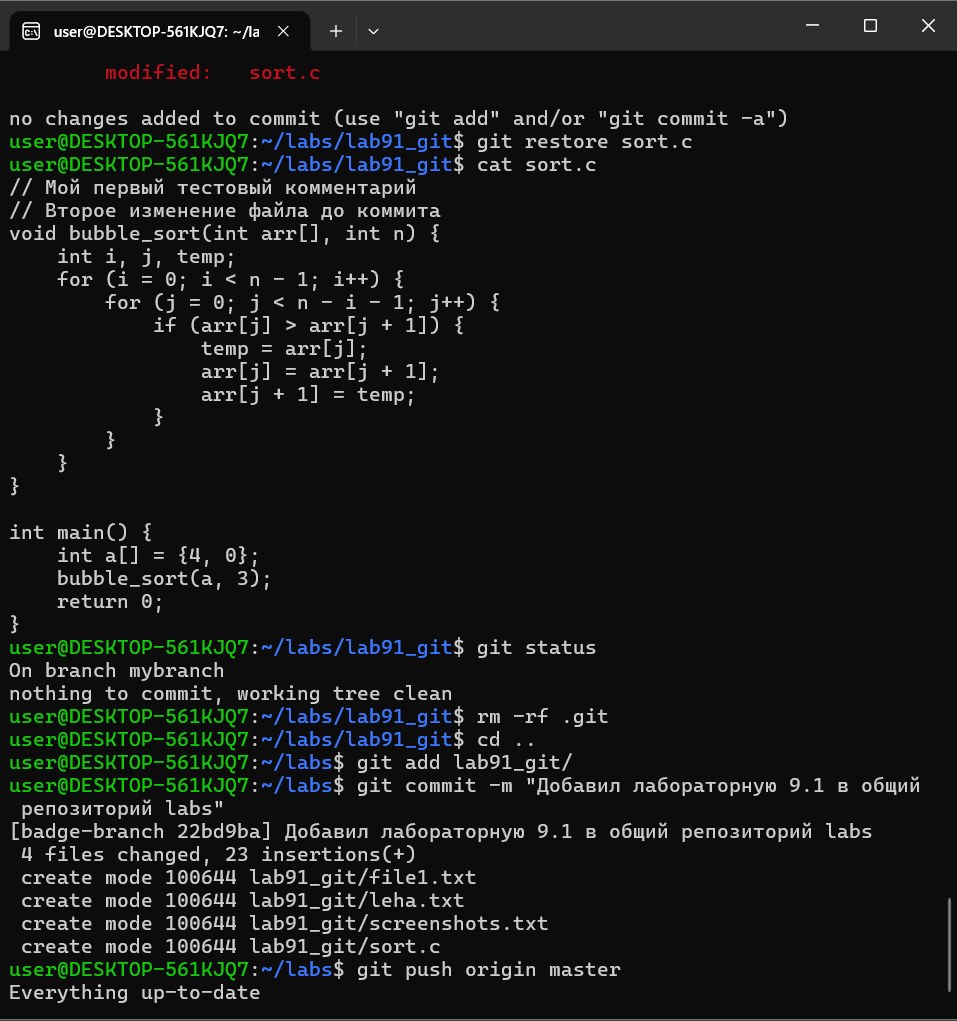 user@DESKTOP-561KJQ7: ~/la
modified:   sort.c
no changes added to commit (use "git add" and/or "git commit -a")
user@DESKTOP-561KJQ7:~/labs/lab91_git$ git restore sort.c
user@DESKTOP-561KJQ7:~/labs/lab91_git$ cat sort.c
// Мой первый тестовый комментарий
// Второе изменение файла до коммита
void bubble_sort(int arr[], int n) {
    int i, j, temp;
    for (i = 0; i < n - 1; i++) {
        for (j = 0; j < n - i - 1; j++) {
            if (arr[j] > arr[j + 1]) {
                temp = arr[j];
                arr[j] = arr[j + 1];
                arr[j + 1] = temp;
            }
        }
    }
}
int main() {
    int a[] = {4, 0};
    bubble_sort(a, 3);
    return 0;
}
user@DESKTOP-561KJQ7:~/labs/lab91_git$ git status
On branch mybranch
nothing to commit, working tree clean
user@DESKTOP-561KJQ7:~/labs/lab91_git$ rm -rf .git
user@DESKTOP-561KJQ7:~/labs/lab91_git$ cd ..
user@DESKTOP-561KJQ7:~/labs$ git add lab91_git/
user@DESKTOP-561KJQ7:~/labs$ git commit -m "Добавил лабораторную 9.1 в общий
 репозиторий labs"
[badge-branch 22bd9ba] Добавил лабораторную 9.1 в общий репозиторий labs
 4 files changed, 23 insertions(+)
 create mode 100644 lab91_git/file1.txt
 create mode 100644 lab91_git/leha.txt
 create mode 100644 lab91_git/screenshots.txt
 create mode 100644 lab91_git/sort.c
user@DESKTOP-561KJQ7:~/labs$ git push origin master
Everything up-to-date